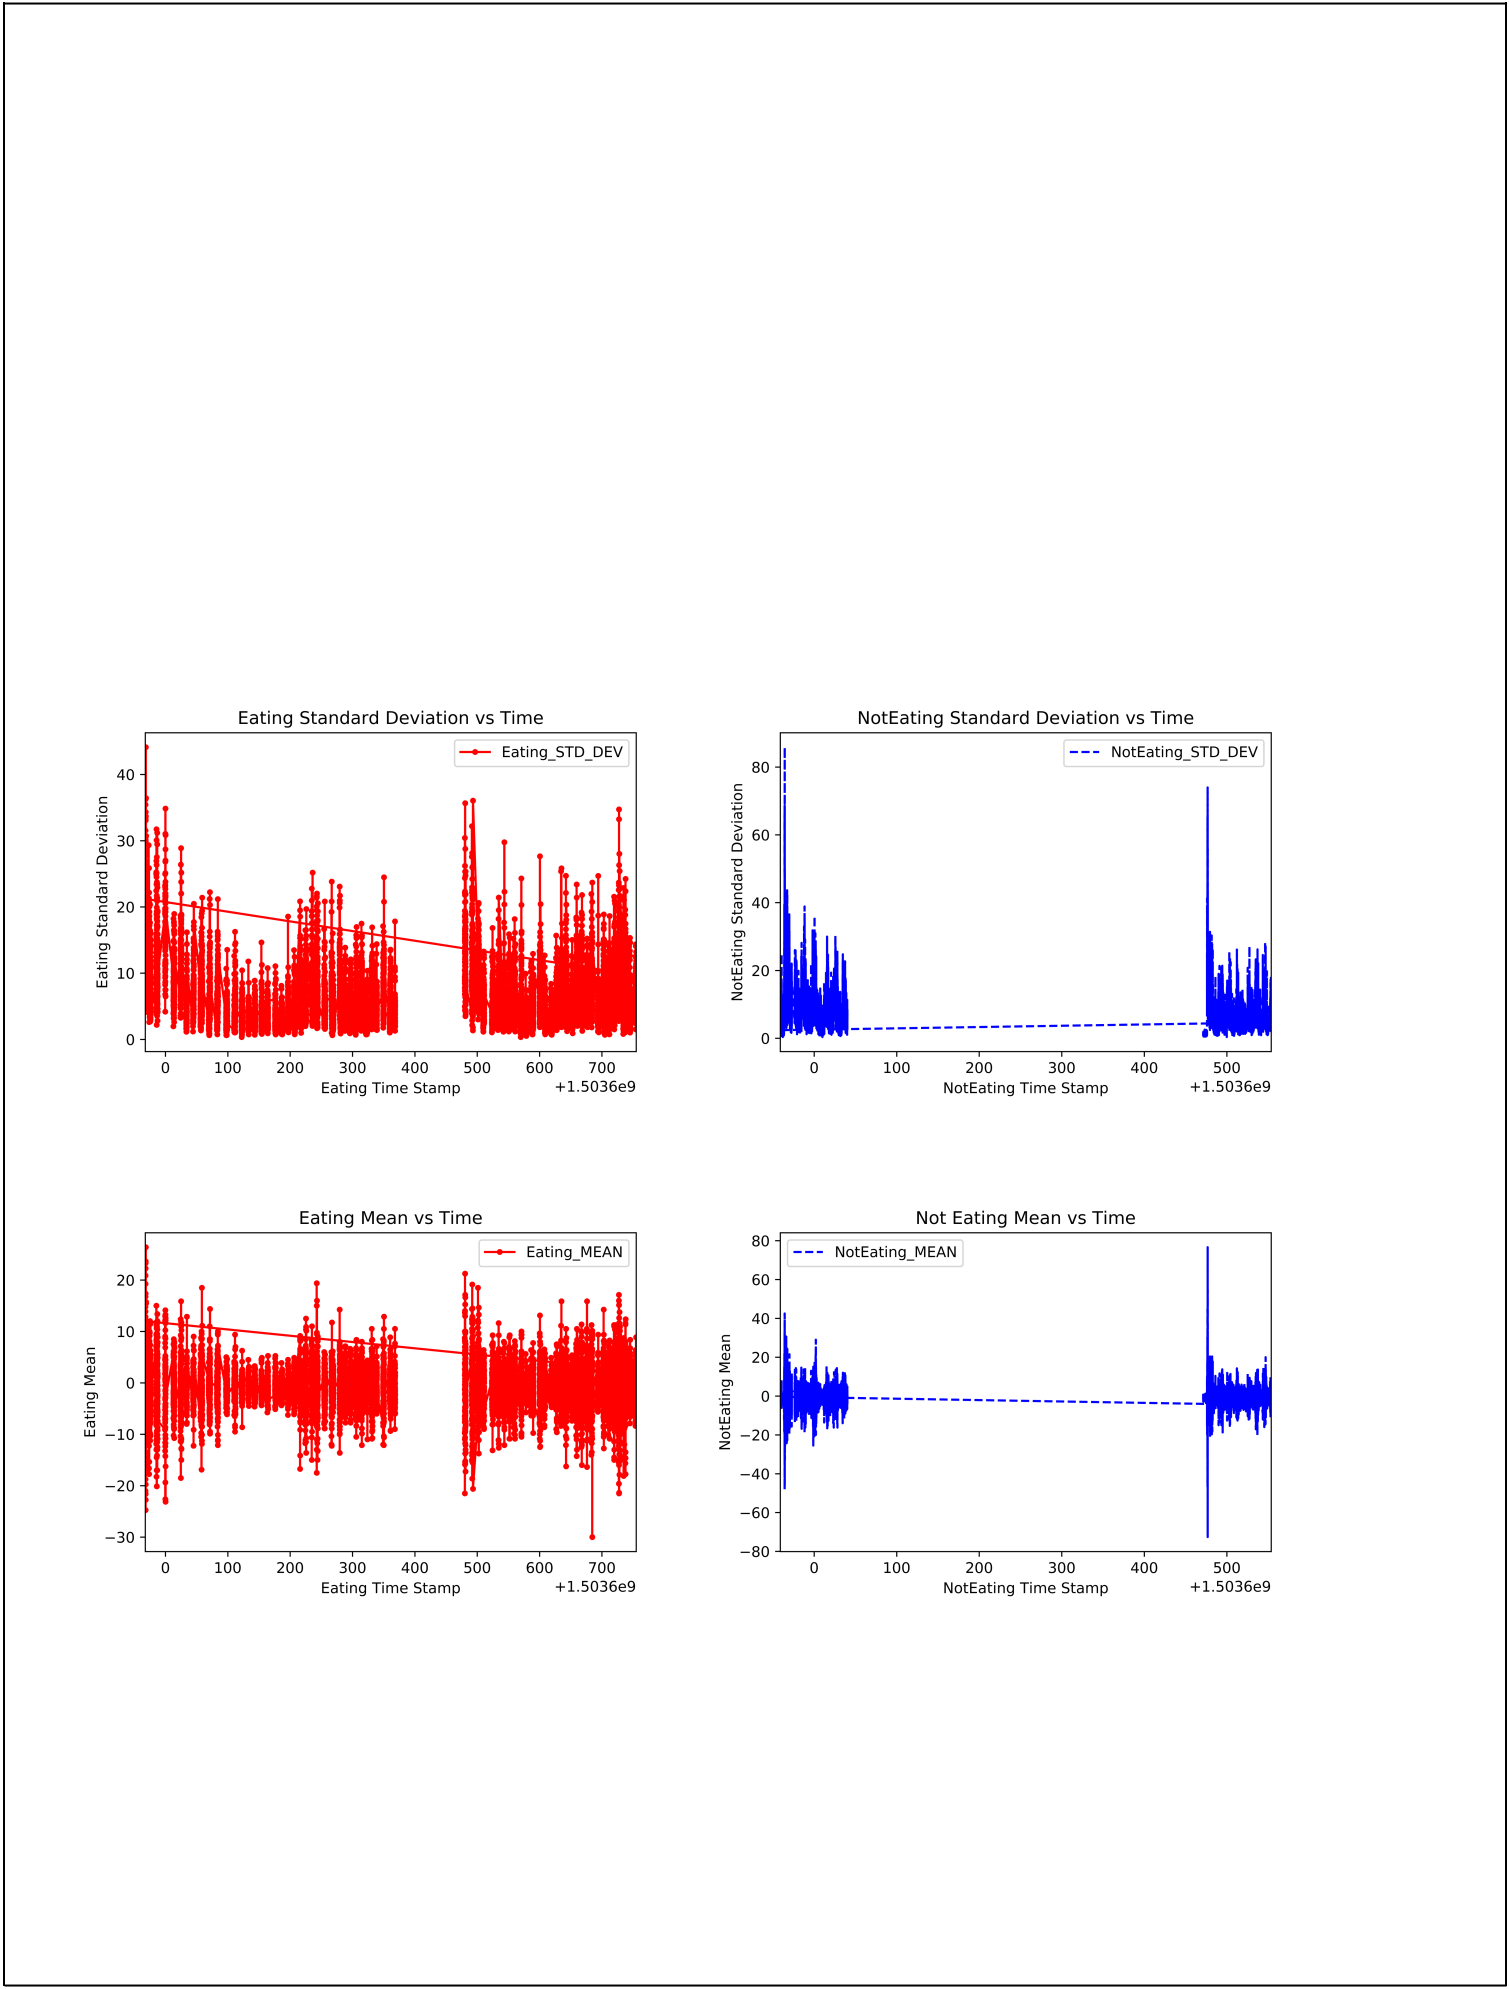 Eating Standard Deviation vs Time
Eating_STD_DEV
Eating Standard Deviation
40
30
20
10
0
0 100 200 300 400 500 600 700
Eating Time Stamp
+1.5036e9
NotEating Standard Deviation vs Time
NotEating_STD_DEV
NotEating Standard Deviation
80
60
40
20
0
0 100 200 300 400 500
NotEating Time Stamp
+1.5036e9
Eating Mean vs Time
Eating_MEAN
Eating Mean
20
10
0
−10
−20
−30
0 100 200 300 400 500 600 700
Eating Time Stamp
+1.5036e9
Not Eating Mean vs Time
NotEating_MEAN
NotEating Mean
80
60
40
20
0
−20
−40
−60
−80
0 100 200 300 400 500
NotEating Time Stamp
+1.5036e9